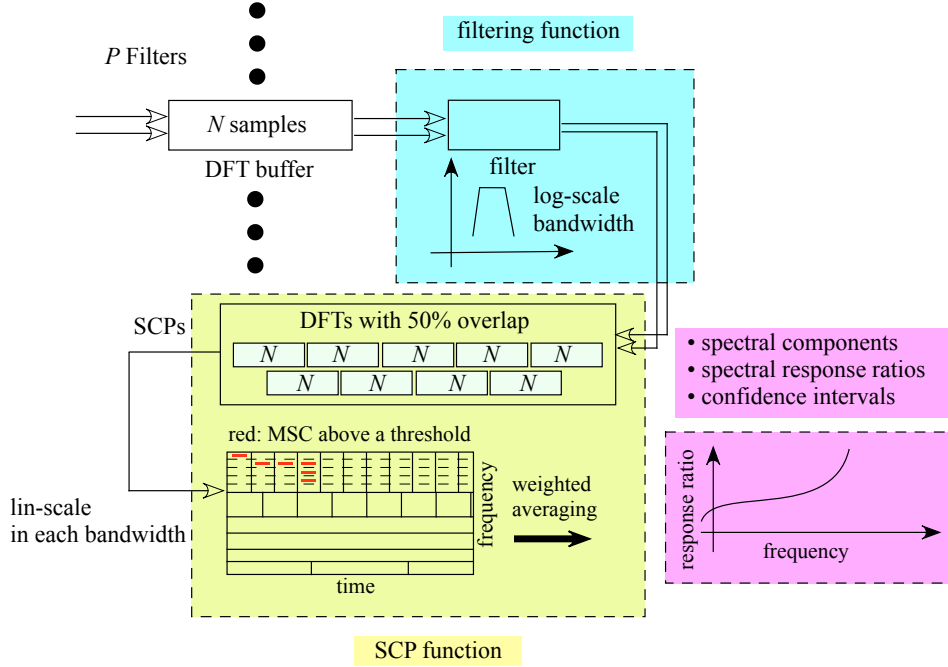 filtering function
P Filters
N samples
DFT buffer
filter
log-scale
bandwidth
SCPs
DFTs with 50% overlap
N N N N N
N N N N
• spectral components
• spectral response ratios
• confidence intervals
red: MSC above a threshold
lin-scale
in each bandwidth
frequency
weighted
averaging
time
response ratio
frequency
SCP function